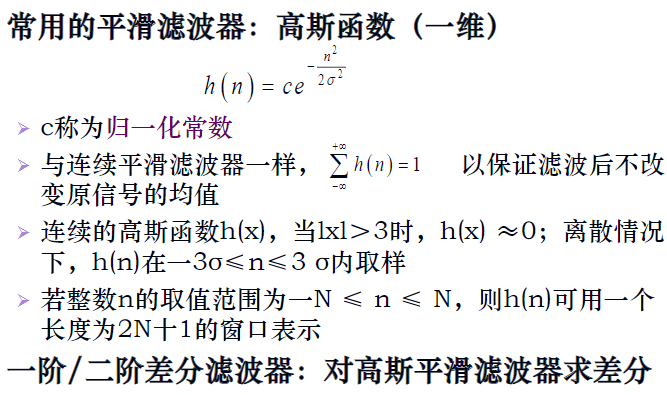 常用的平滑滤波器：高斯函数（一维）
h(n) = ce^{-\frac{n^2}{2σ^2}}
➢ c称为归一化常数
➢ 与连续平滑滤波器一样，\sum_{-∞}^{+∞} h(n) = 1 以保证滤波后不改
变原信号的均值
➢ 连续的高斯函数h(x)，当lxl＞3时，h(x) ≈0；离散情况
下，h(n)在一3σ≤n≤3 σ内取样
➢ 若整数n的取值范围为一N ≤ n ≤ N，则h(n)可用一个
长度为2N十1的窗口表示
一阶/二阶差分滤波器：对高斯平滑滤波器求差分